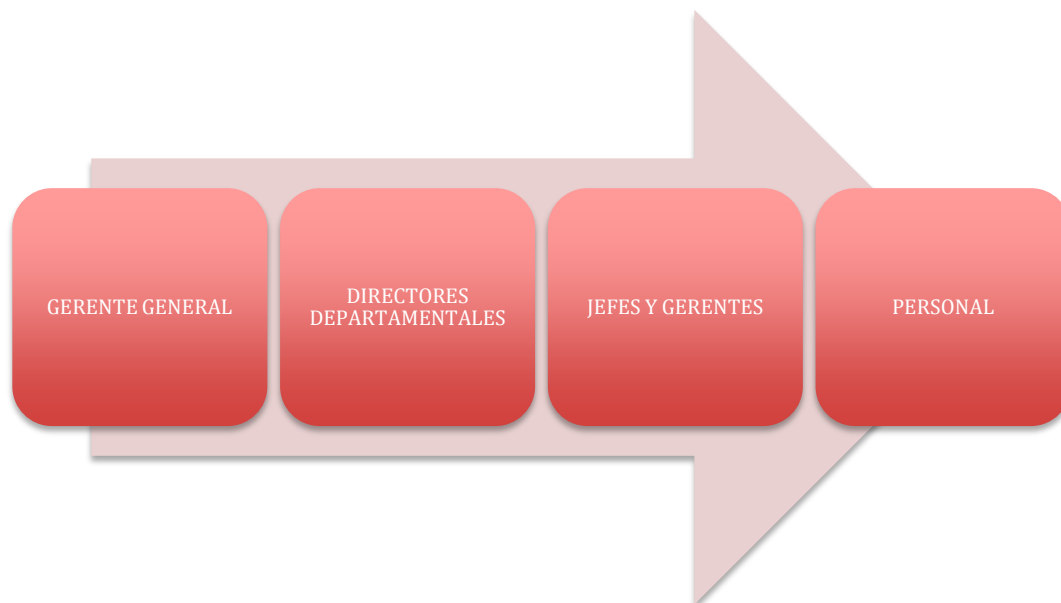 GERENTE GENERAL
DIRECTORES
DEPARTAMENTALES
JEFES Y GERENTES
PERSONAL